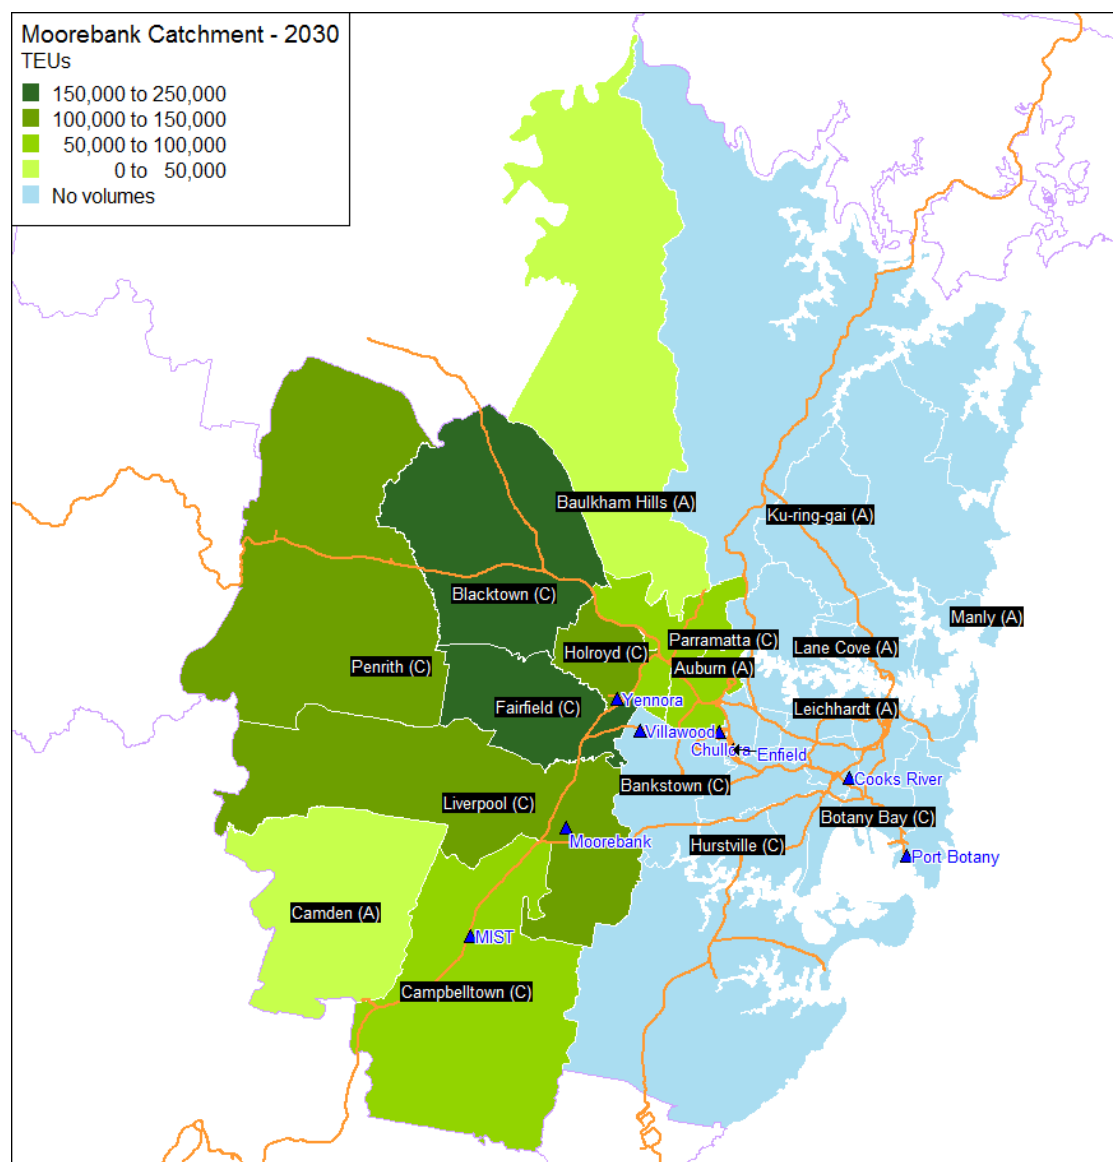 Moorebank Catchment - 2030
TEUs
150,000 to 250,000
100,000 to 150,000
50,000 to 100,000
0 to 50,000
No volumes
Baulkham Hills (A)
Ku-ring-gai (A)
Blacktown (C)
Manly (A)
Parramatta (C)
Lane Cove (A)
Holroyd (C)
Penrith (C)
Auburn (A)
Yennora
Fairfield (C)
Leichhardt (A)
Villawood
Chullora
Enfield
Bankstown (C)
Cooks River
Liverpool (C)
Botany Bay (C)
Moorebank
Hurstville (C)
Port Botany
Camden (A)
MIST
Campbelltown (C)